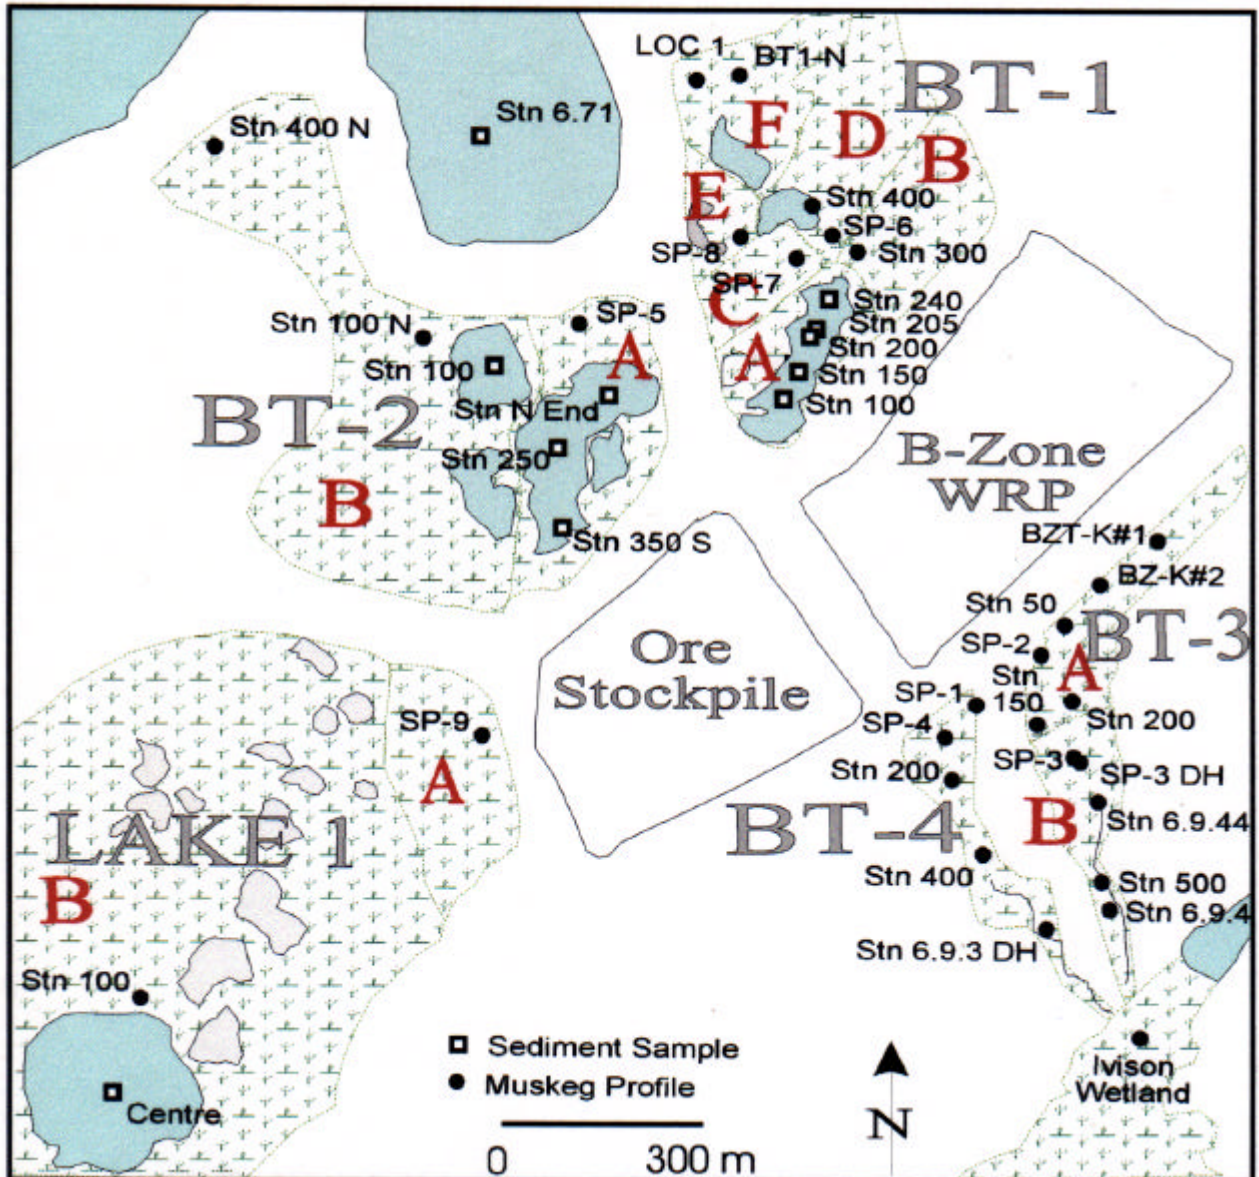 LOC 1
BT1-N
BT-1
Stn 6.71
Stn 400 N
F
D
B
E
Stn 400
SP-6
SP-8
Stn 300
SP-7
C
Stn 240
Stn 205
Stn 200
A
Stn 150
Stn 100
Stn 100 N
SP-5
A
Stn 100
Stn N End
BT-2
Stn 250
B
Stn 350 S
B-Zone
WRP
BZT-K#1
BZ-K#2
Stn 50
BT-3
SP-2
A
Stn
150
Stn 200
Ore
Stockpile
SP-1
SP-4
SP-3
SP-3 DH
Stn 200
BT-4
B
Stn 6.9.44
Stn 400
Stn 500
Stn 6.9.4
Stn 6.9.3 DH
SP-9
A
LAKE 1
B
Stn 100
Centre
Sediment Sample
Muskeg Profile
0 300 m
N
Ivison
Wetland